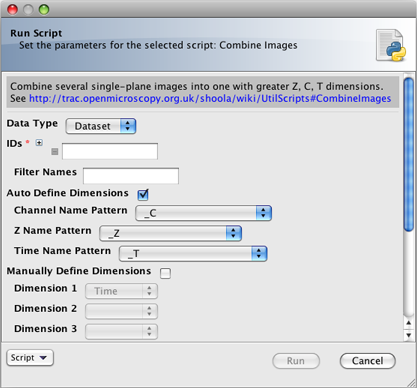 Run Script
Set the parameters for the selected script: Combine Images
Combine several single-plane images into one with greater Z, C, T dimensions.
See http://trac.openmicroscopy.org.uk/shoola/wiki/UtilScripts#CombineImages
Data Type Dataset
IDs *
Filter Names
Auto Define Dimensions
Channel Name Pattern _C
Z Name Pattern _Z
Time Name Pattern _T
Manually Define Dimensions
Dimension 1 Time
Dimension 2
Dimension 3
Script Run Cancel